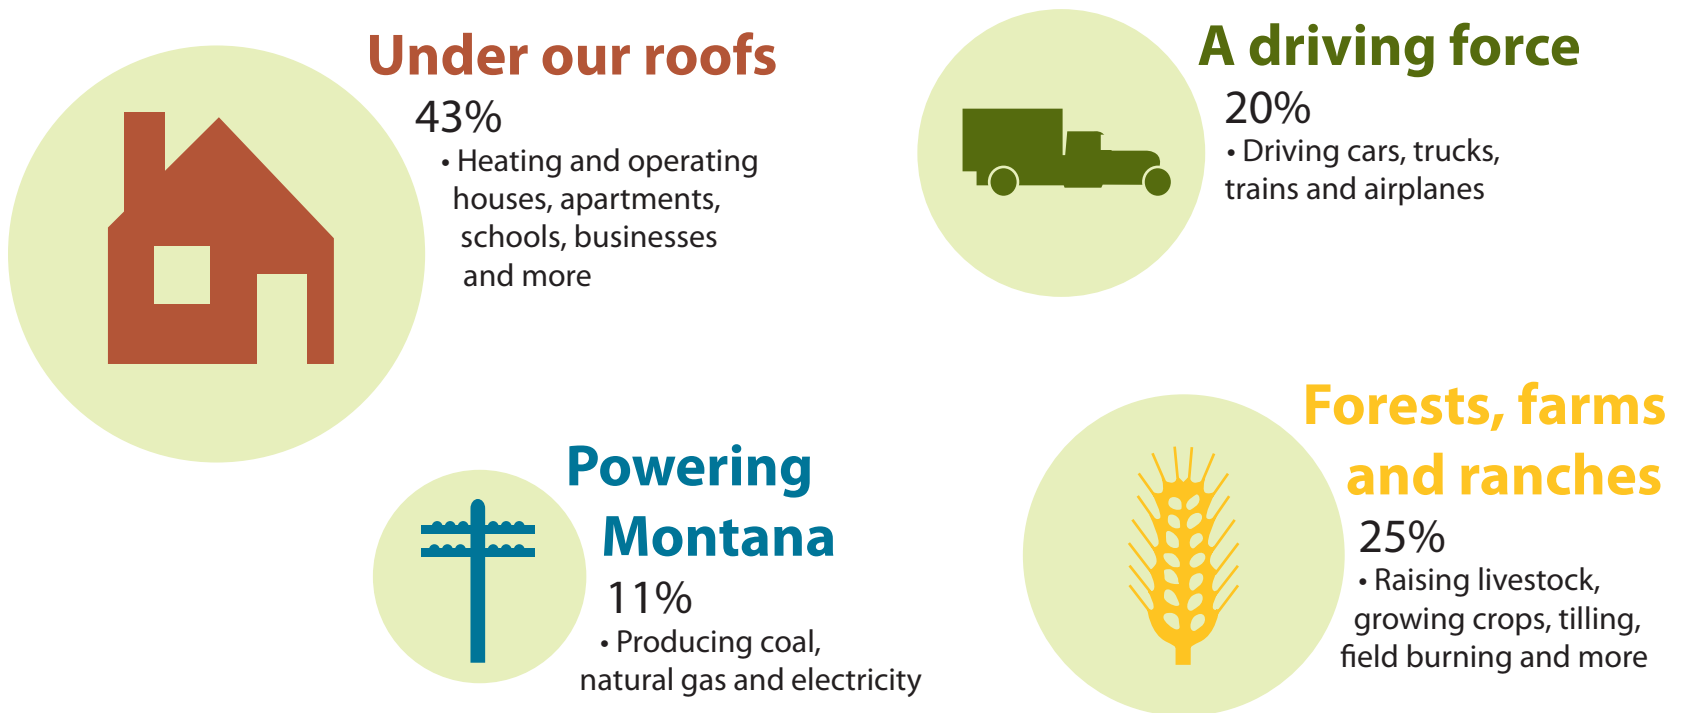 Under our roofs
43%
• Heating and operating
houses, apartments,
schools, businesses
and more
A driving force
20%
• Driving cars, trucks,
trains and airplanes
Powering
Montana
11%
• Producing coal,
natural gas and electricity
Forests, farms
and ranches
25%
• Raising livestock,
growing crops, tilling,
field burning and more